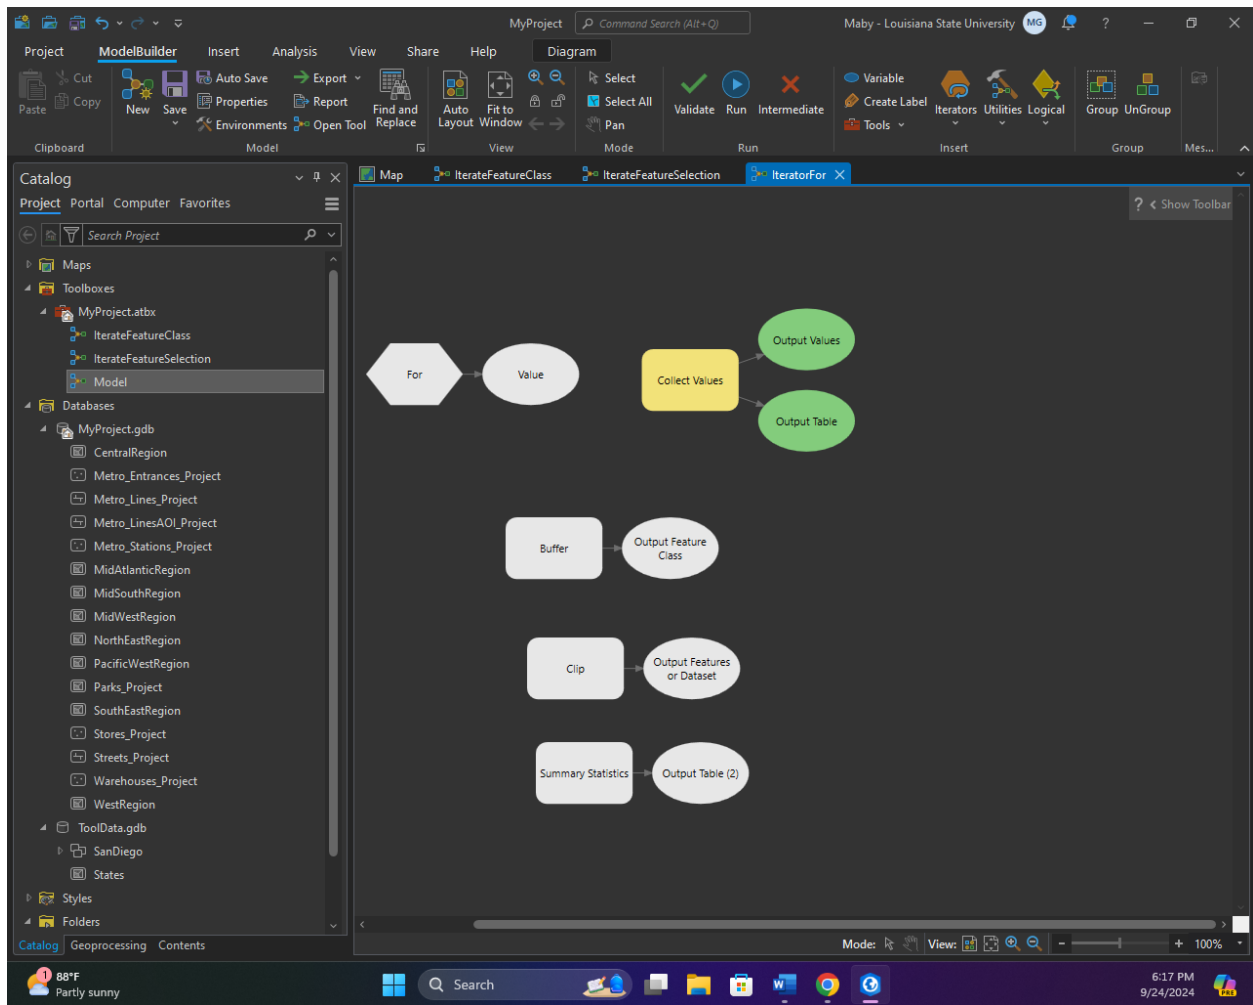 MyProject
Command Search (Alt+Q)
Maby - Louisiana State University
MG
?
Project
ModelBuilder
Insert
Analysis
View
Share
Help
Diagram
Paste
Cut
Copy
Clipboard
New
Save
Auto Save
Properties
Environments
Export
Report
Open Tool
Find and
Replace
Model
Auto
Layout
Fit to
Window
View
Select
Select All
Pan
Mode
Validate
Run
Intermediate
Run
Variable
Create Label
Tools
Iterators
Utilities
Logical
Insert
Group
UnGroup
Group
Mes...
Catalog
Project Portal Computer Favorites
Search Project
Maps
Toolboxes
MyProject.atbx
IterateFeatureClass
IterateFeatureSelection
Model
Databases
MyProject.gdb
CentralRegion
Metro_Entrances_Project
Metro_Lines_Project
Metro_LinesAOI_Project
Metro_Stations_Project
MidAtlanticRegion
MidSouthRegion
MidWestRegion
NorthEastRegion
PacificWestRegion
Parks_Project
SouthEastRegion
Stores_Project
Streets_Project
Warehouses_Project
WestRegion
ToolData.gdb
SanDiego
States
Styles
Folders
Catalog Geoprocessing Contents
Map
IterateFeatureClass
IterateFeatureSelection
IteratorFor
? < Show Toolbar
For
Value
Collect Values
Output Values
Output Table
Buffer
Output Feature
Class
Clip
Output Features
or Dataset
Summary Statistics
Output Table (2)
Mode:
View:
100%
1
88°F
Partly sunny
Search
W
PRE
6:17 PM
9/24/2024